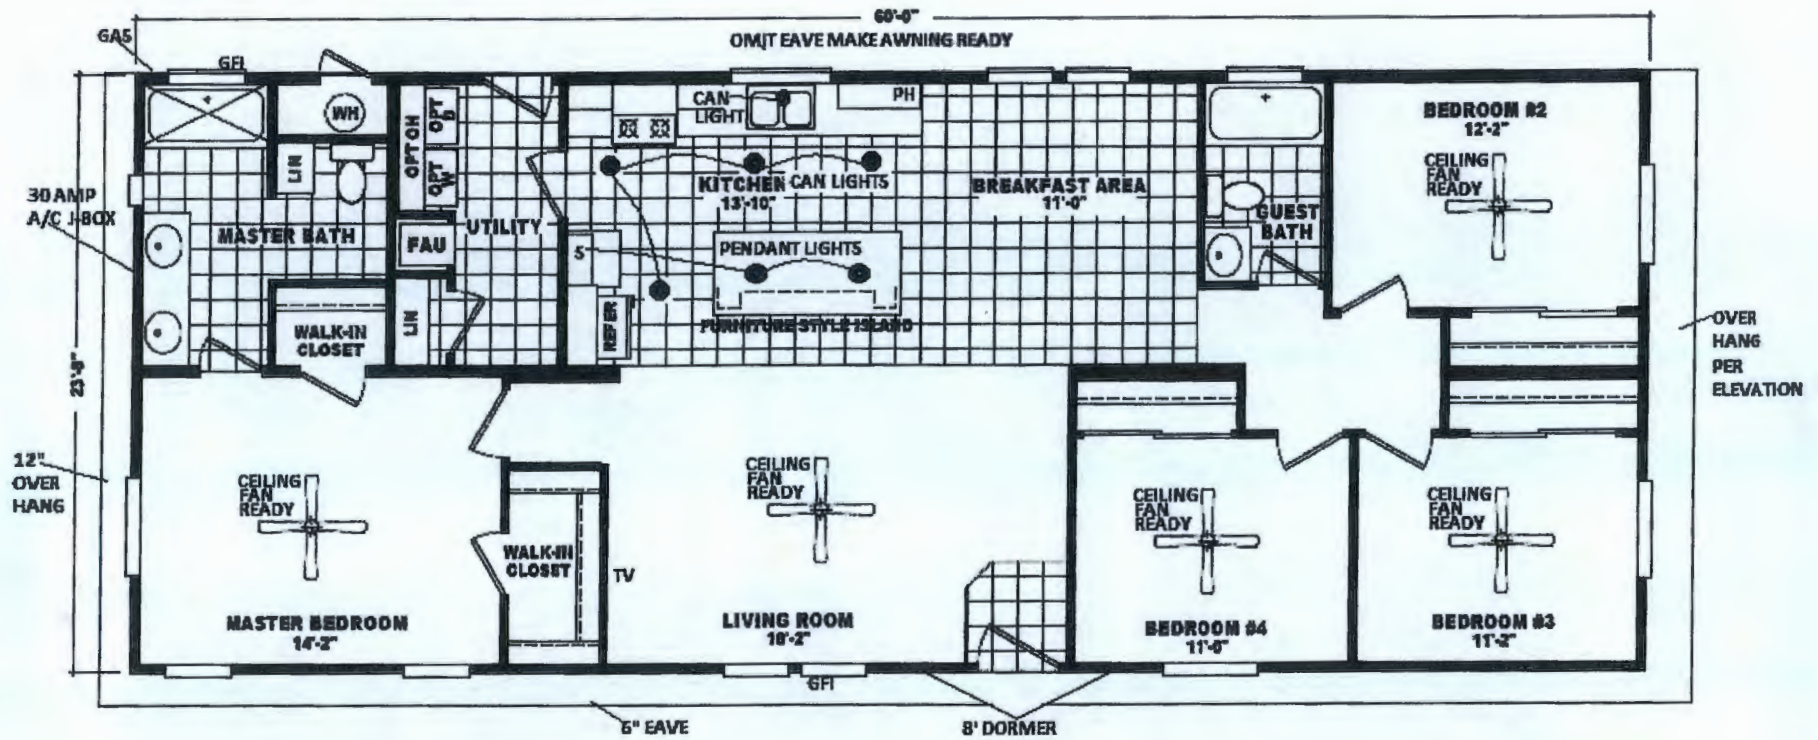 60'-0"
GAS
OMIT EAVE MAKE AWNING READY
GFI
WH
OPT OH
OPT D
OPT W
CAN
LIGHT
PH
BEDROOM #2
12'-2"
LIN
CEILING
FAN
READY
30 AMP
A/C J-BOX
KITCHEN
13'-10"
CAN LIGHTS
BREAKFAST AREA
11'-0"
GUEST
BATH
MASTER BATH
UTILITY
FAU
S
PENDANT LIGHTS
LIN
REFER
FURNITURE STYLE ISLAND
WALK-IN
CLOSET
OVER
HANG
PER
ELEVATION
23'-8"
12"
OVER
HANG
CEILING
FAN
READY
CEILING
FAN
READY
CEILING
FAN
READY
CEILING
FAN
READY
WALK-IN
CLOSET
TV
MASTER BEDROOM
14'-2"
LIVING ROOM
18'-2"
BEDROOM #4
11'-0"
BEDROOM #3
11'-2"
GFI
6" EAVE
8' DORMER